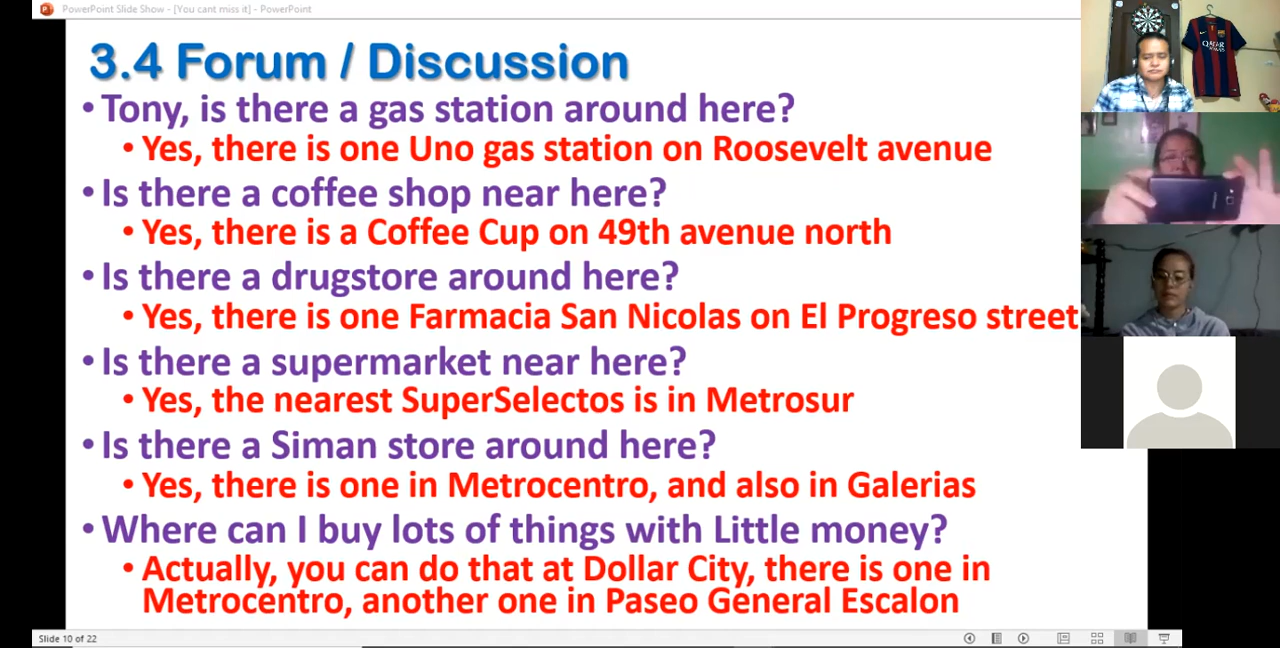 PowerPoint Slide Show - [You cant miss it] - PowerPoint
3.4 Forum / Discussion
• Tony, is there a gas station around here?
• Yes, there is one Uno gas station on Roosevelt avenue
• Is there a coffee shop near here?
• Yes, there is a Coffee Cup on 49th avenue north
• Is there a drugstore around here?
• Yes, there is one Farmacia San Nicolas on El Progreso street
• Is there a supermarket near here?
• Yes, the nearest SuperSelectos is in Metrosur
• Is there a Siman store around here?
• Yes, there is one in Metrocentro, and also in Galerias
• Where can I buy lots of things with Little money?
• Actually, you can do that at Dollar City, there is one in
Metrocentro, another one in Paseo General Escalon
Slide 10 of 22
QATAR